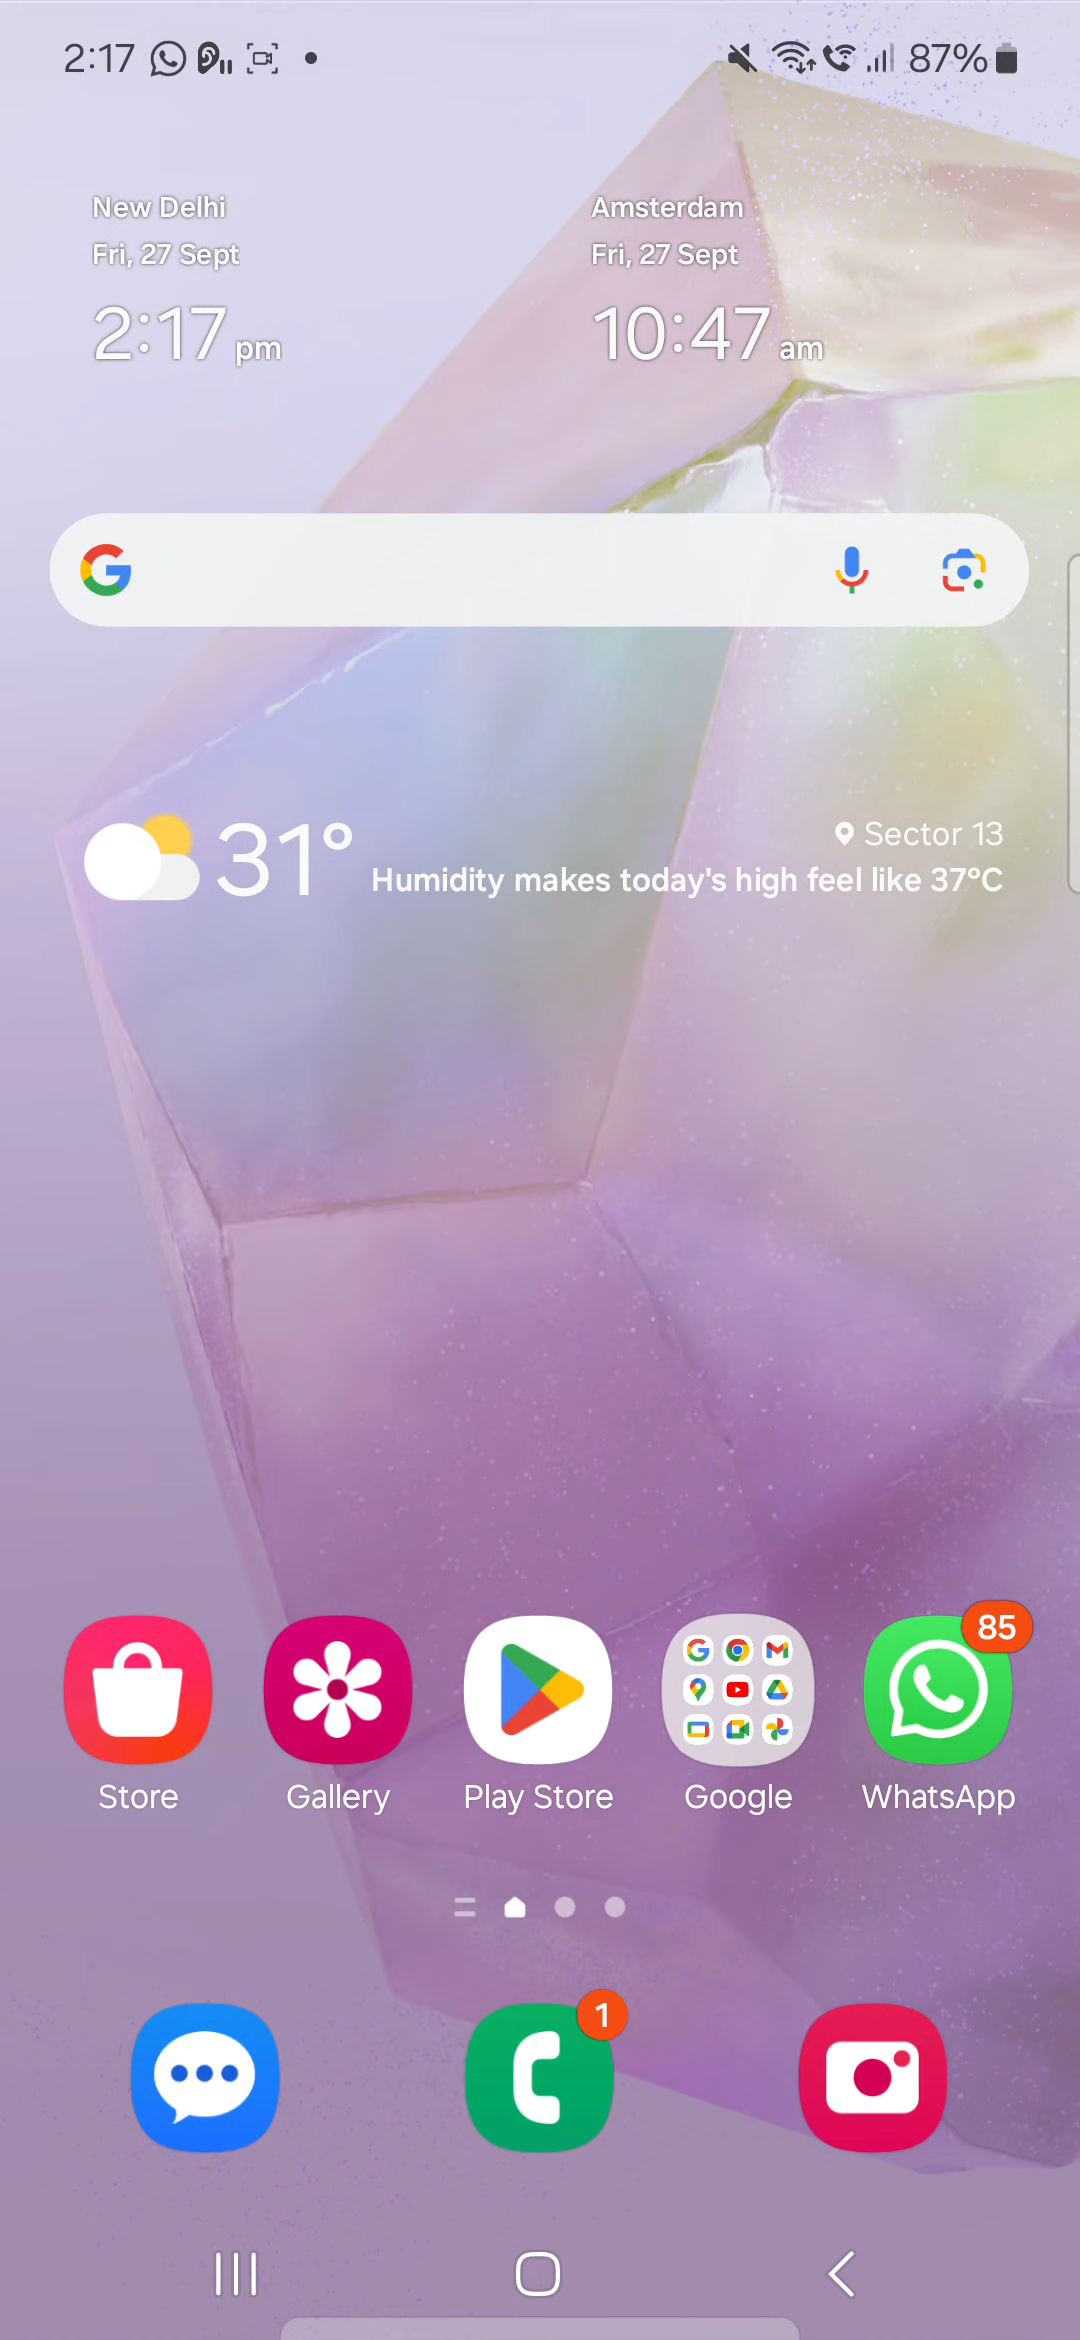 2:17
87%
New Delhi
Fri, 27 Sept
2:17 pm
Amsterdam
Fri, 27 Sept
10:47 am
31°
Sector 13
Humidity makes today's high feel like 37°C
85
Store
Gallery
Play Store
Google
WhatsApp
1